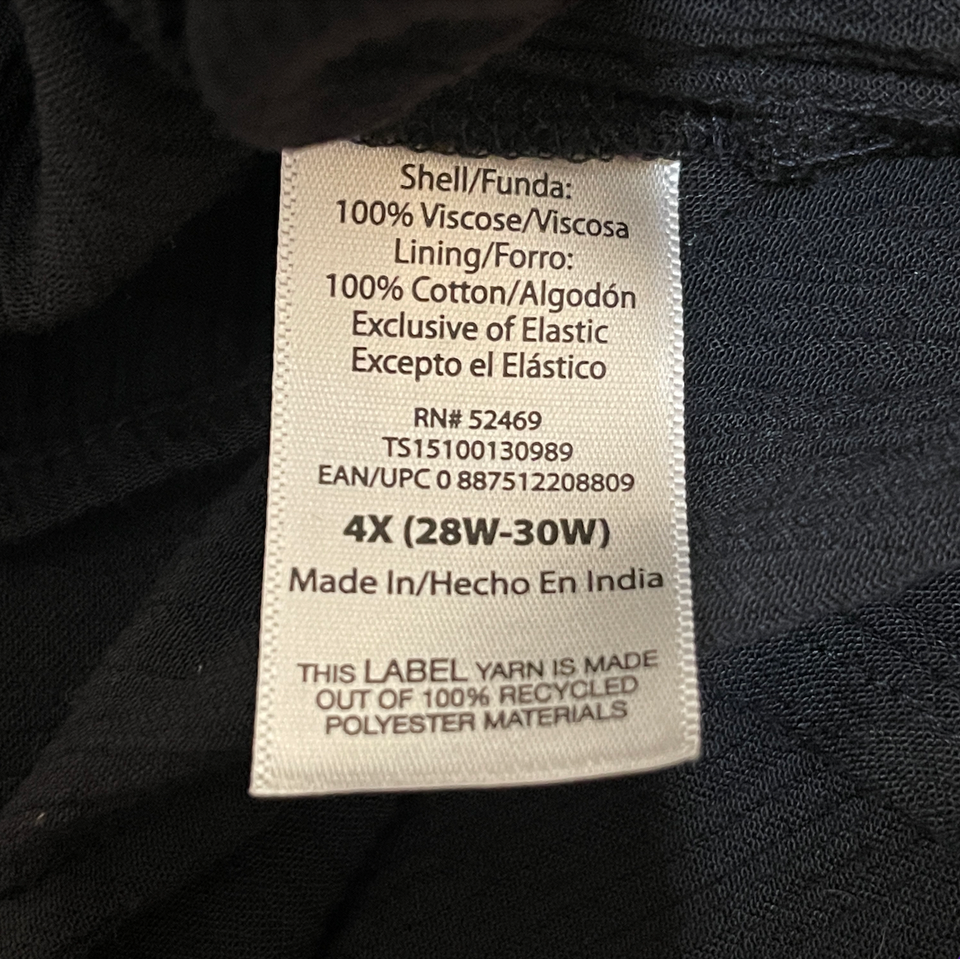 Shell/Funda:
100% Viscose/Viscosa
Lining/Forro:
100% Cotton/Algodón
Exclusive of Elastic
Excepto el Elástico
RN# 52469
TS15100130989
EAN/UPC 0 887512208809
4X (28W-30W)
Made In/Hecho En India
THIS LABEL YARN IS MADE
OUT OF 100% RECYCLED
POLYESTER MATERIALS